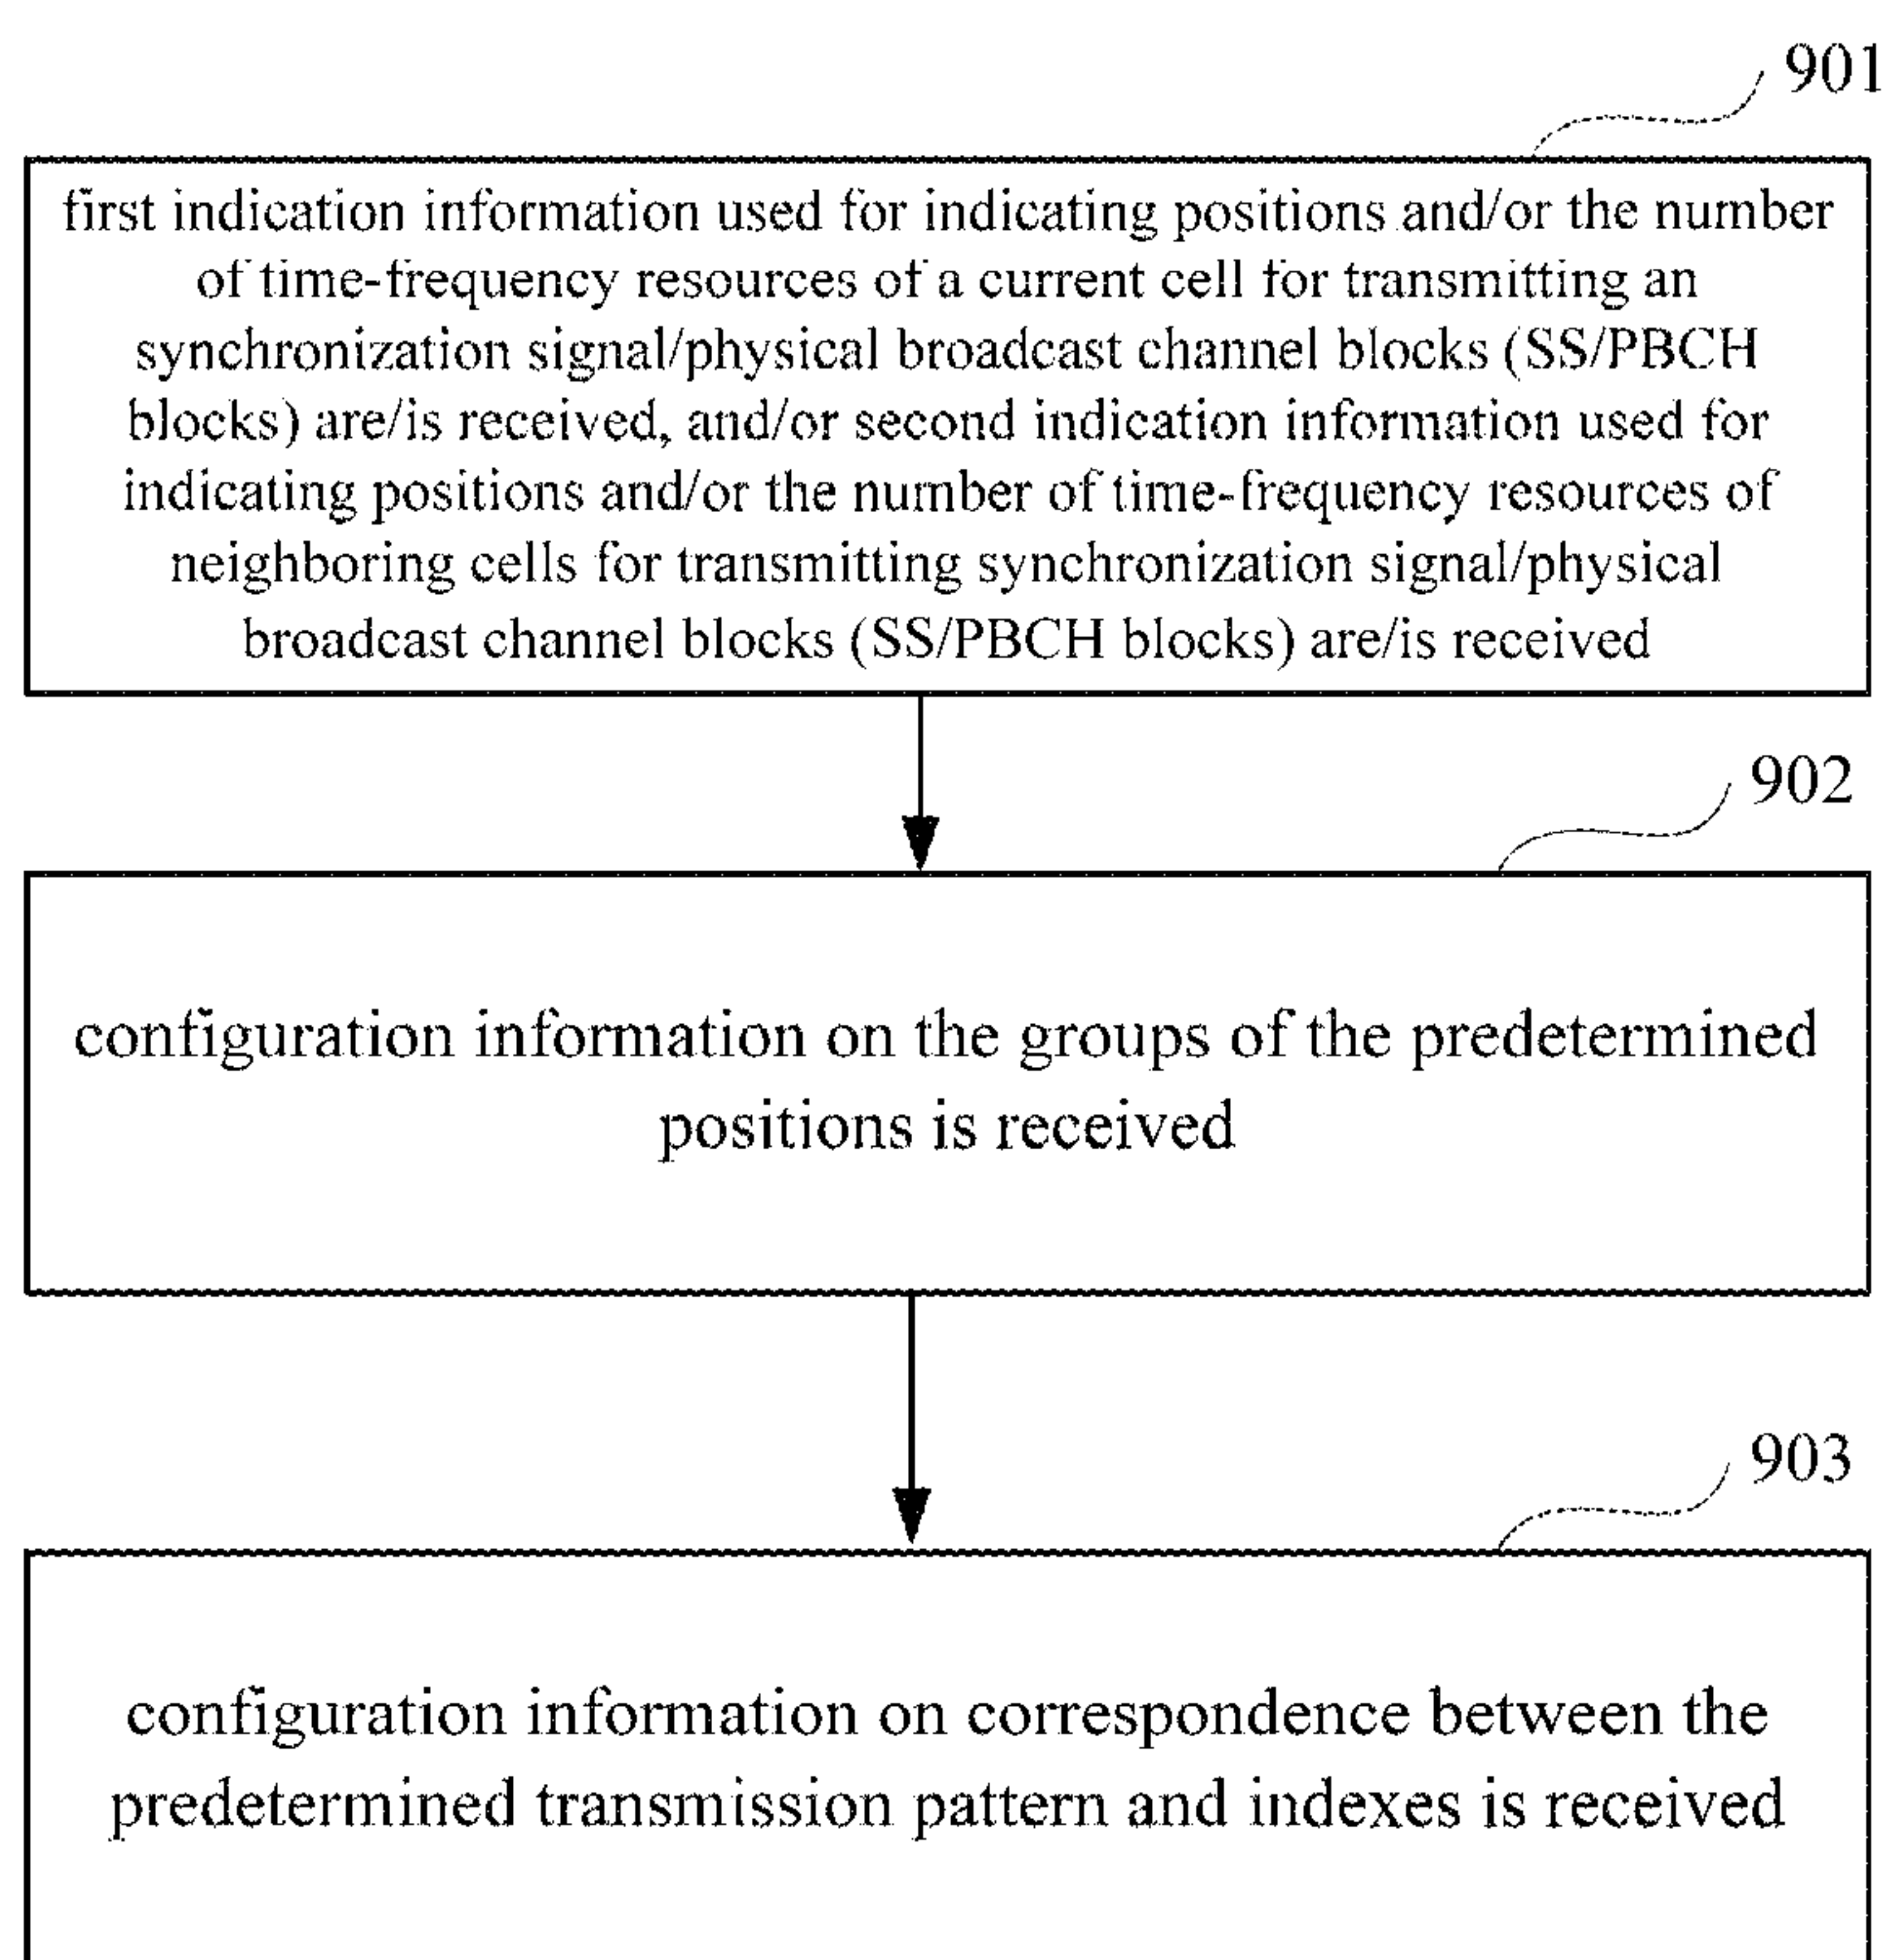 901
first indication information used for indicating positions and/or the number
of time-frequency resources of a current cell for transmitting an
synchronization signal/physical broadcast channel blocks (SS/PBCH
blocks) are/is received, and/or second indication information used for
indicating positions and/or the number of time-frequency resources of
neighboring cells for transmitting synchronization signal/physical
broadcast channel blocks (SS/PBCH blocks) are/is received
902
configuration information on the groups of the predetermined
positions is received
903
configuration information on correspondence between the
predetermined transmission pattern and indexes is received